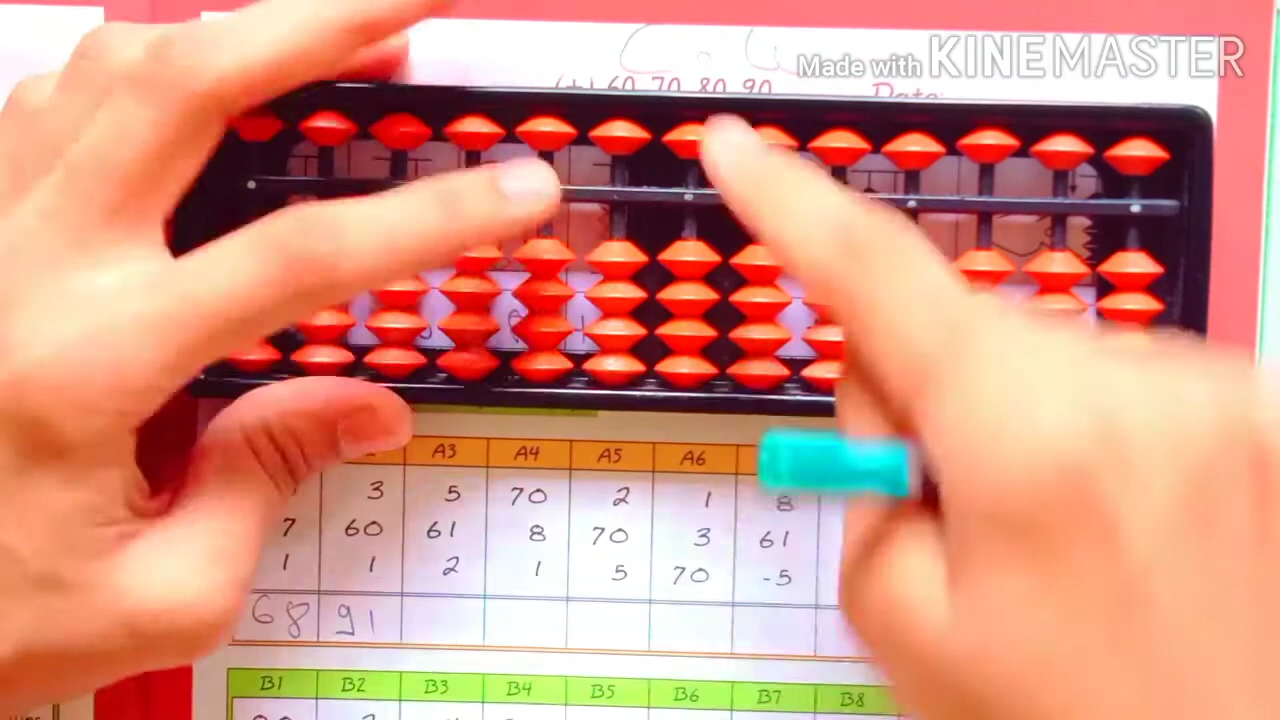 Made with KINEMASTER
(+) 60 70 80 90 Date:
A3 A4 A5 A6
3 5 70 2 1 8
7 60 61 8 70 3 61
1 1 2 1 5 70 -5
68 91
B1 B2 B3 B4 B5 B6 B7 B8